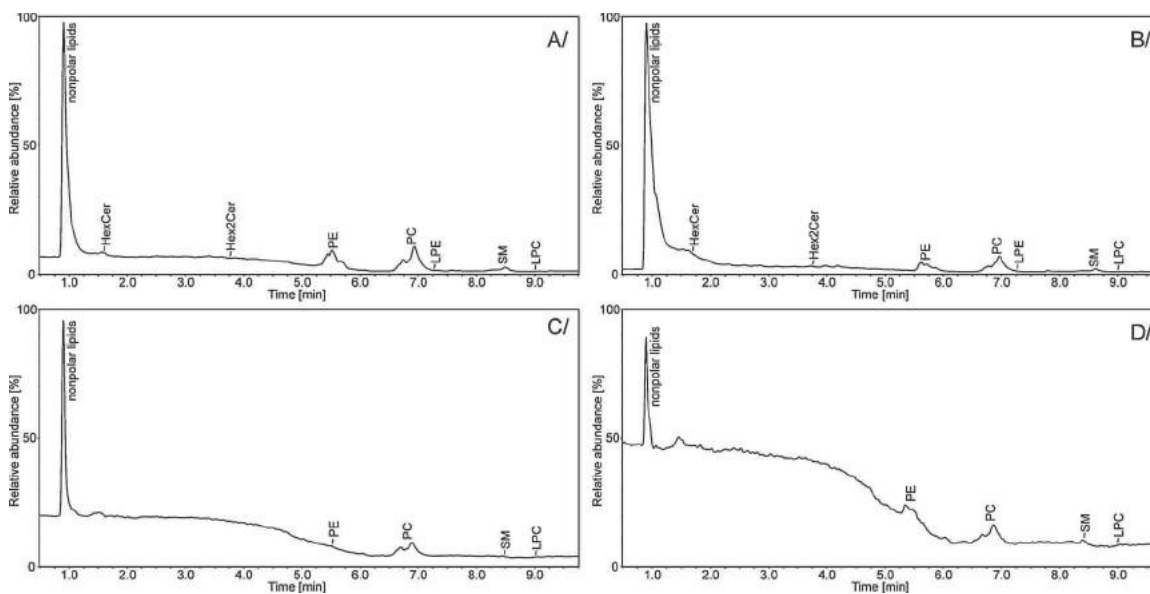 A/
100
50
0
Relative abundance [%]
nonpolar lipids
HexCer
Hex2Cer
PE
PC
LPE
SM
LPC
1.0 2.0 3.0 4.0 5.0 6.0 7.0 8.0 9.0
Time [min]
B/
100
50
0
Relative abundance [%]
nonpolar lipids
HexCer
Hex2Cer
PE
PC
LPE
SM
LPC
1.0 2.0 3.0 4.0 5.0 6.0 7.0 8.0 9.0
Time [min]
C/
100
50
0
Relative abundance [%]
nonpolar lipids
PE
PC
SM
LPC
1.0 2.0 3.0 4.0 5.0 6.0 7.0 8.0 9.0
Time [min]
D/
100
50
0
Relative abundance [%]
nonpolar lipids
PE
PC
SM
LPC
1.0 2.0 3.0 4.0 5.0 6.0 7.0 8.0 9.0
Time [min]